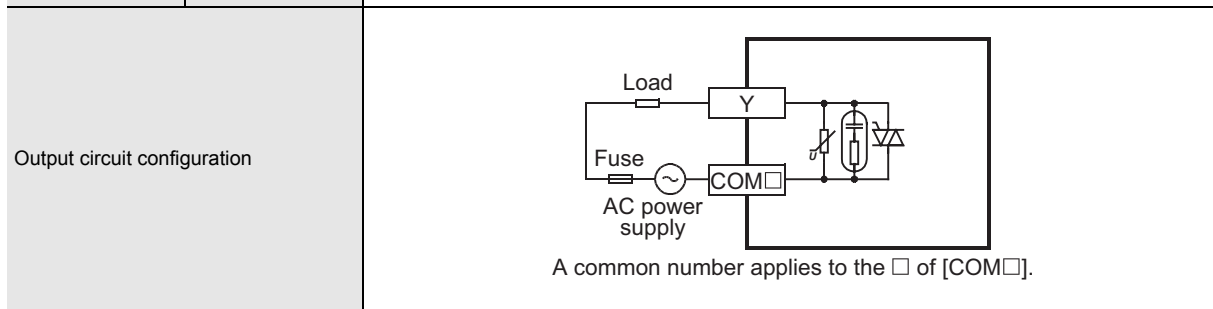 Output circuit configuration
Load
Y
Fuse
COM□
AC power
supply
U
A common number applies to the □ of [COM□].